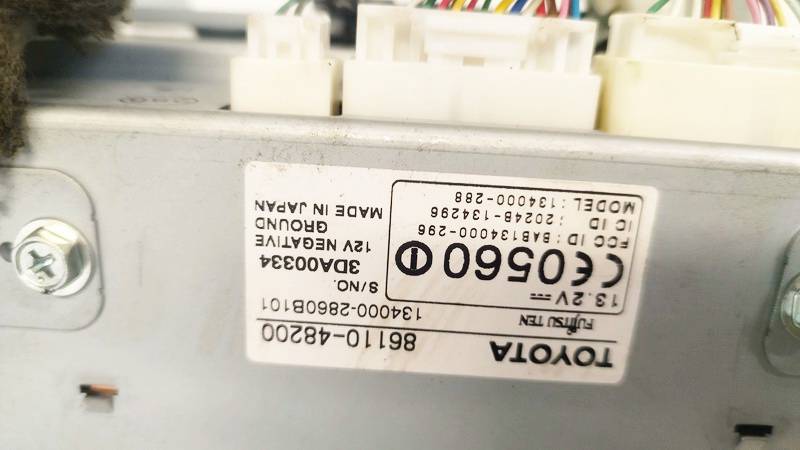 TOYOTA 86110-48200
FUJITSU TEN 134000-2860B101
13.2V
CE0560
FCC ID : BAB134000-296
IC ID : 2024B-134296
MODEL : 134000-288
S/NO.
3DA00334
12V NEGATIVE
GROUND
MADE IN JAPAN